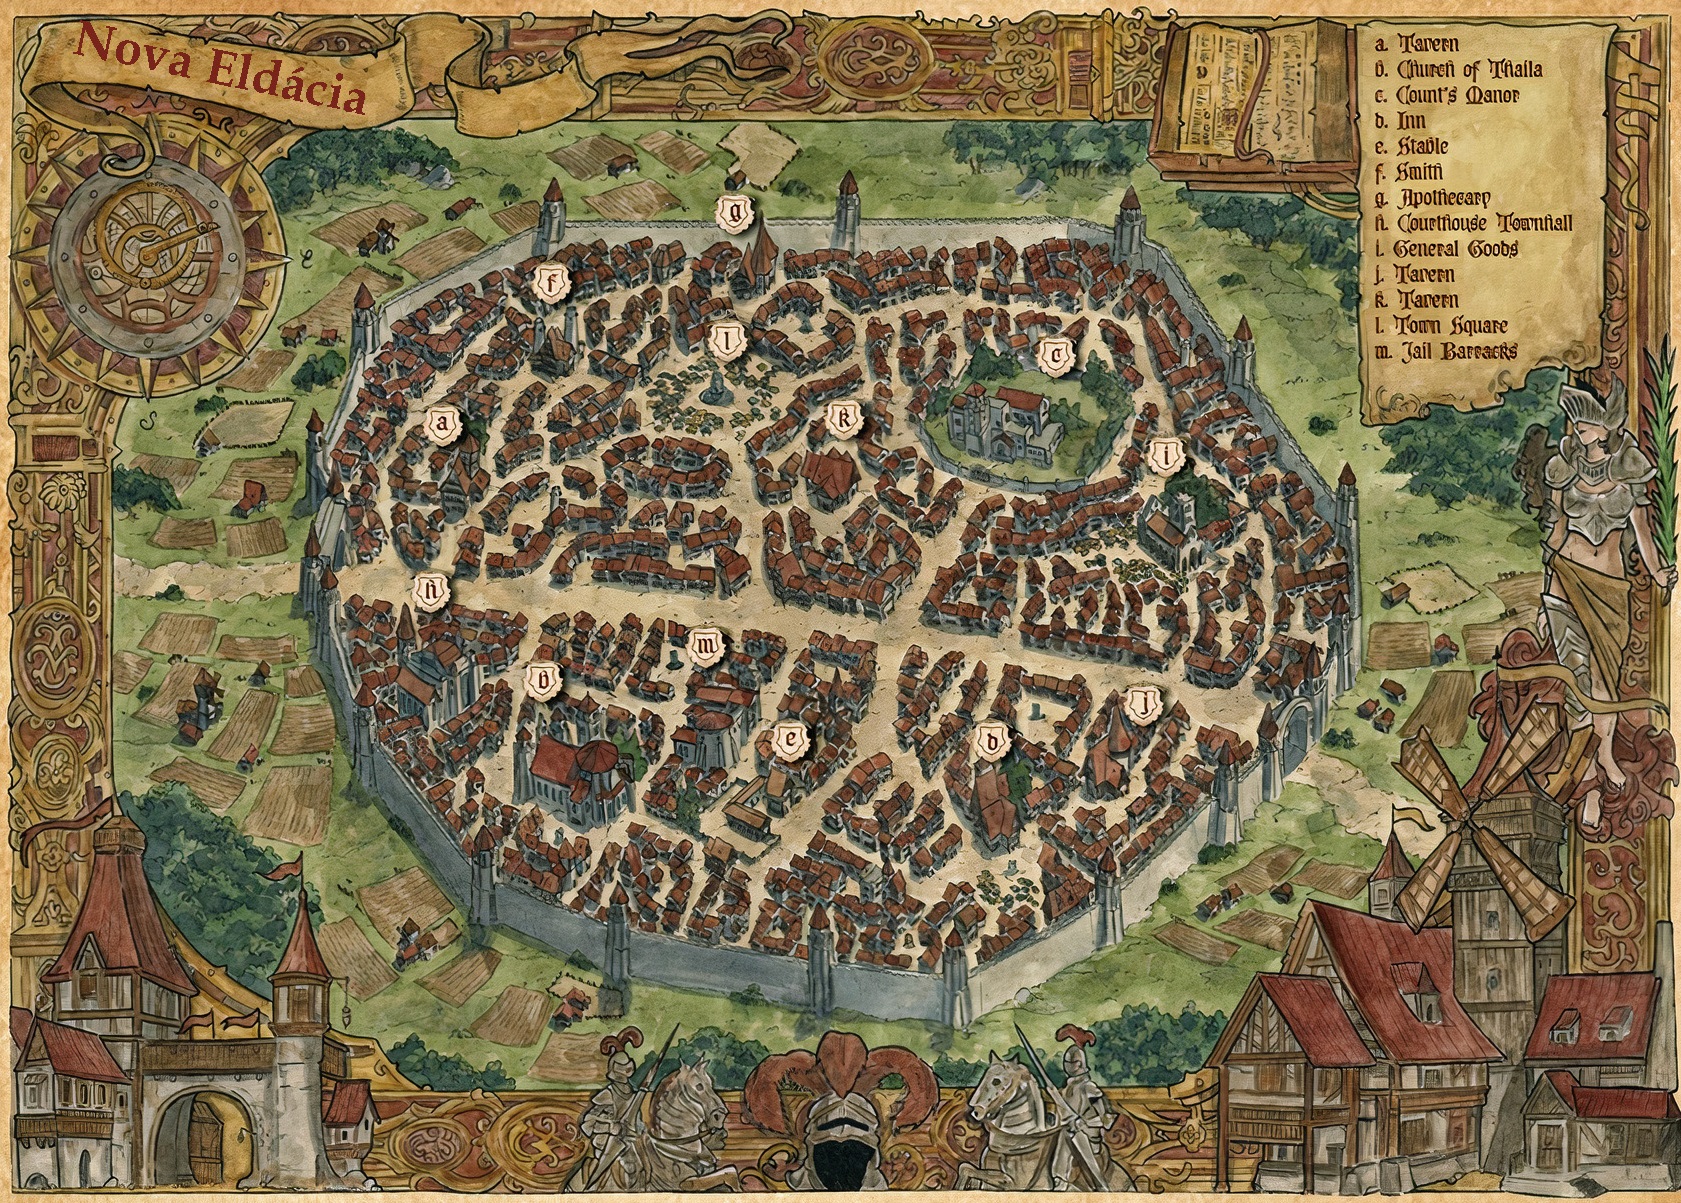 Nova Eldácia
a. Tavern
b. Church of Thalla
c. Count's Manor
d. Inn
e. Stable
f. Smith
g. Apothecary
h. Courthouse Townhall
i. General Goods
j. Tavern
k. Tavern
l. Town Square
m. Jail Barracks
N
e
S
g
f
l
c
a
k
i
h
m
b
j
e
d